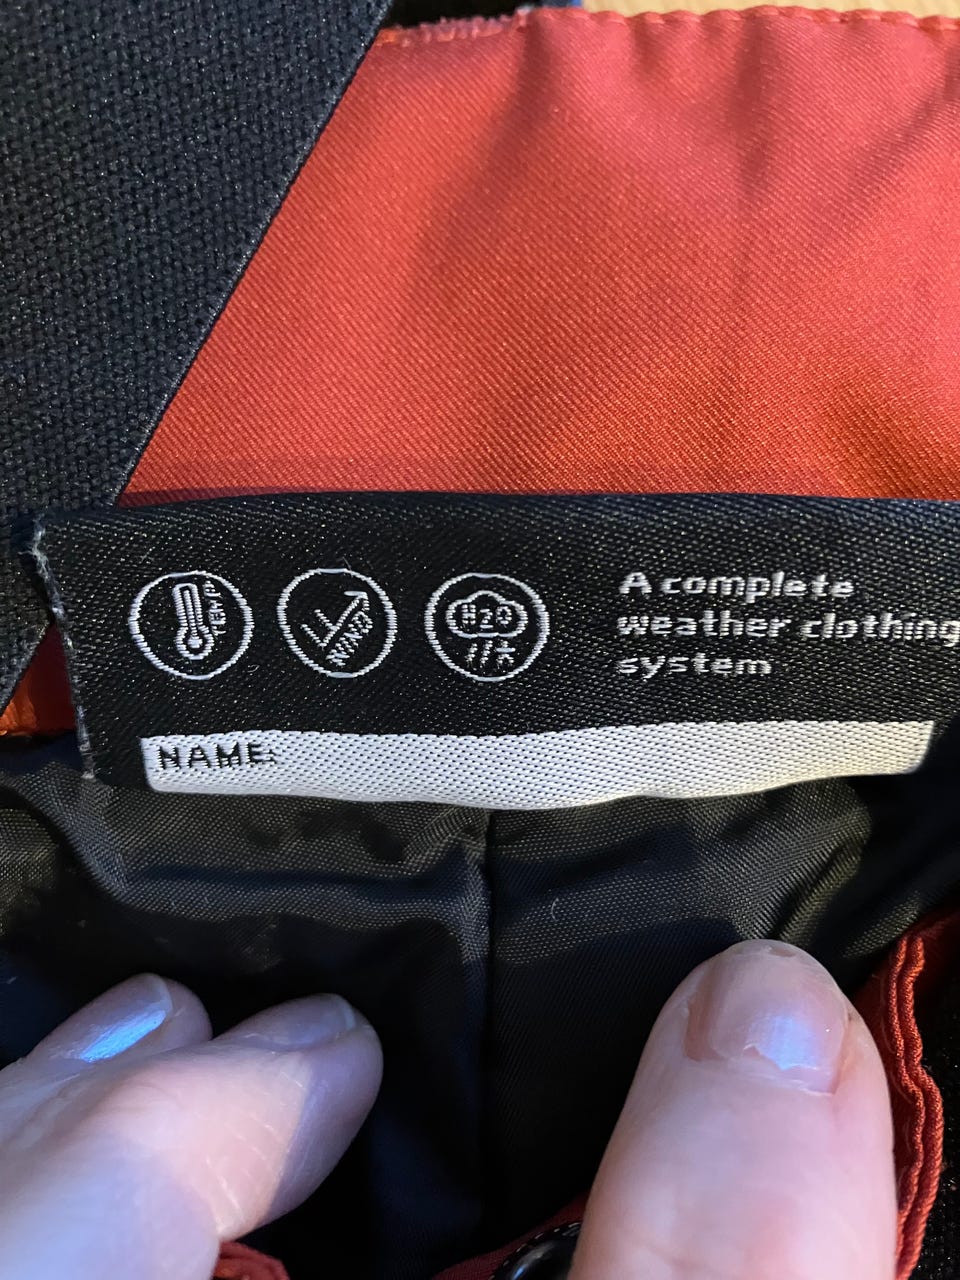 TEMP
WIND
H2O
A complete
weather clothing
system
NAME: